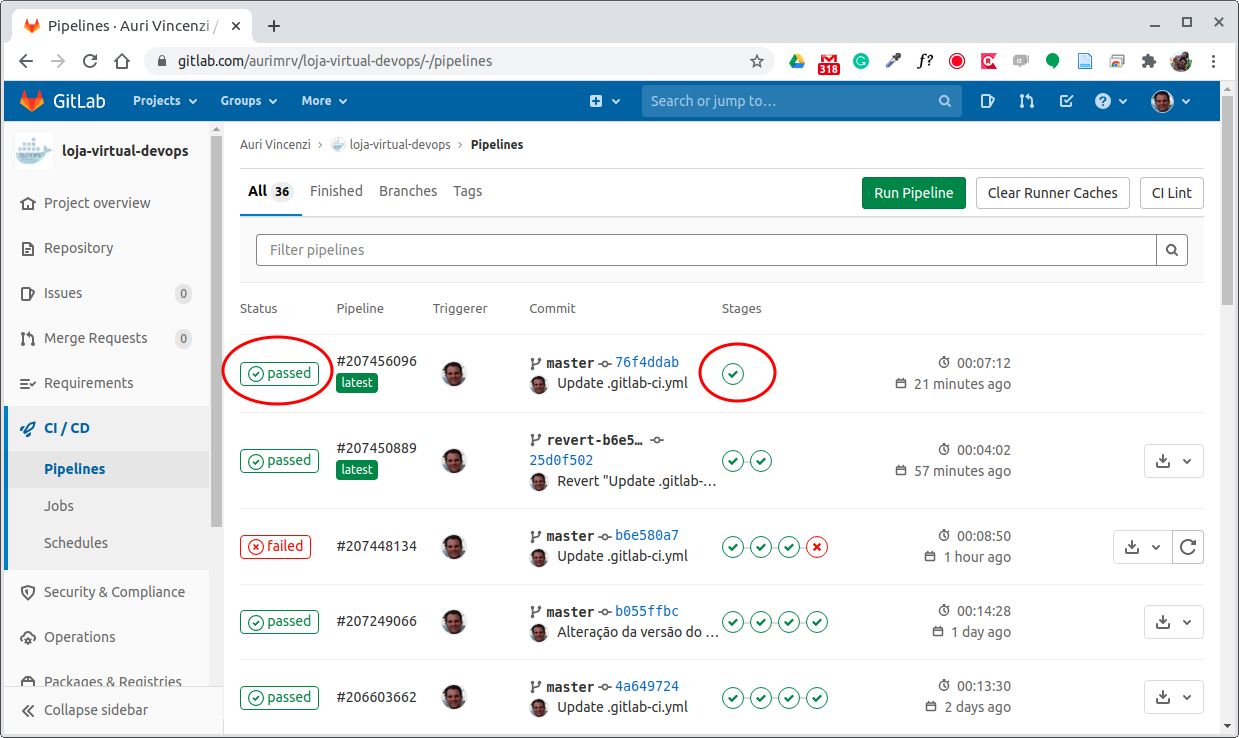 Pipelines · Auri Vincenzi /
gitlab.com/aurimrv/loja-virtual-devops/-/pipelines
318
f?
GitLab Projects Groups More Search or jump to… ?
loja-virtual-devops
Project overview
Repository
Issues 0
Merge Requests 0
Requirements
CI / CD
Pipelines
Jobs
Schedules
Security & Compliance
Operations
Packages & Registries
Collapse sidebar
Auri Vincenzi > loja-virtual-devops > Pipelines
All 36 Finished Branches Tags Run Pipeline Clear Runner Caches CI Lint
Filter pipelines
Status Pipeline Triggerer Commit Stages
passed #207456096 latest master 76f4ddab 00:07:12
Update .gitlab-ci.yml 21 minutes ago
passed #207450889 latest revert-b6e5… 00:04:02
25d0f502 57 minutes ago
Revert "Update .gitlab-…
failed #207448134 master b6e580a7 00:08:50
Update .gitlab-ci.yml 1 hour ago
passed #207249066 master b055ffbc 00:14:28
Alteração da versão do … 1 day ago
passed #206603662 master 4a649724 00:13:30
Update .gitlab-ci.yml 2 days ago